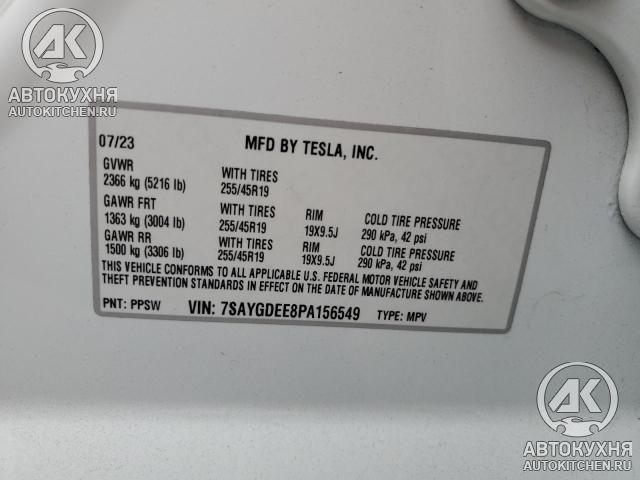 АК
АВТОКУХНЯ
AUTOKITCHEN.RU
07/23 MFD BY TESLA, INC.
GVWR
2366 kg (5216 lb)
WITH TIRES
255/45R19
GAWR FRT
1363 kg (3004 lb)
WITH TIRES
255/45R19
RIM
19X9.5J
COLD TIRE PRESSURE
290 kPa, 42 psi
GAWR RR
1500 kg (3306 lb)
WITH TIRES
255/45R19
RIM
19X9.5J
COLD TIRE PRESSURE
290 kPa, 42 psi
THIS VEHICLE CONFORMS TO ALL APPLICABLE U.S. FEDERAL MOTOR VEHICLE SAFETY AND
THEFT PREVENTION STANDARDS IN EFFECT ON THE DATE OF MANUFACTURE SHOWN ABOVE.
PNT: PPSW VIN: 7SAYGDEE8PA156549 TYPE: MPV
АК
АВТОКУХНЯ
AUTOKITCHEN.RU